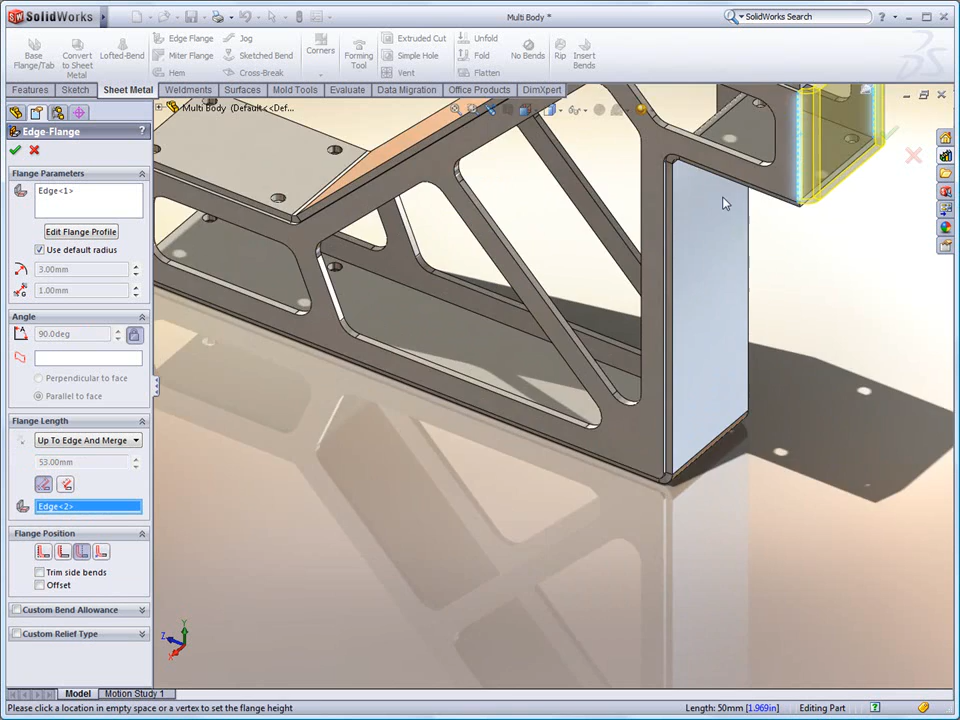 SolidWorks
Multi Body *
SolidWorks Search
Base Flange/Tab
Convert to Sheet Metal
Lofted-Bend
Edge Flange
Miter Flange
Hem
Jog
Sketched Bend
Cross-Break
Corners
Forming Tool
Extruded Cut
Simple Hole
Vent
Unfold
Fold
Flatten
No Bends
Rip
Insert Bends
Features
Sketch
Sheet Metal
Weldments
Mold Tools
Evaluate
Data Migration
Office Products
DimXpert
Multi Body (Default<<Def...
Edge-Flange
?
Flange Parameters
Edge<1>
Edit Flange Profile
Use default radius
3.00mm
1.00mm
Angle
90.0deg
Perpendicular to face
Parallel to face
Flange Length
Up To Edge And Merge
53.00mm
Edge<2>
Flange Position
Trim side bends
Offset
Custom Bend Allowance
Custom Relief Type
Y
Z
X
Model
Motion Study 1
Please click a location in empty space or a vertex to set the flange height
Length: 50mm [1.969in]
Editing Part
?